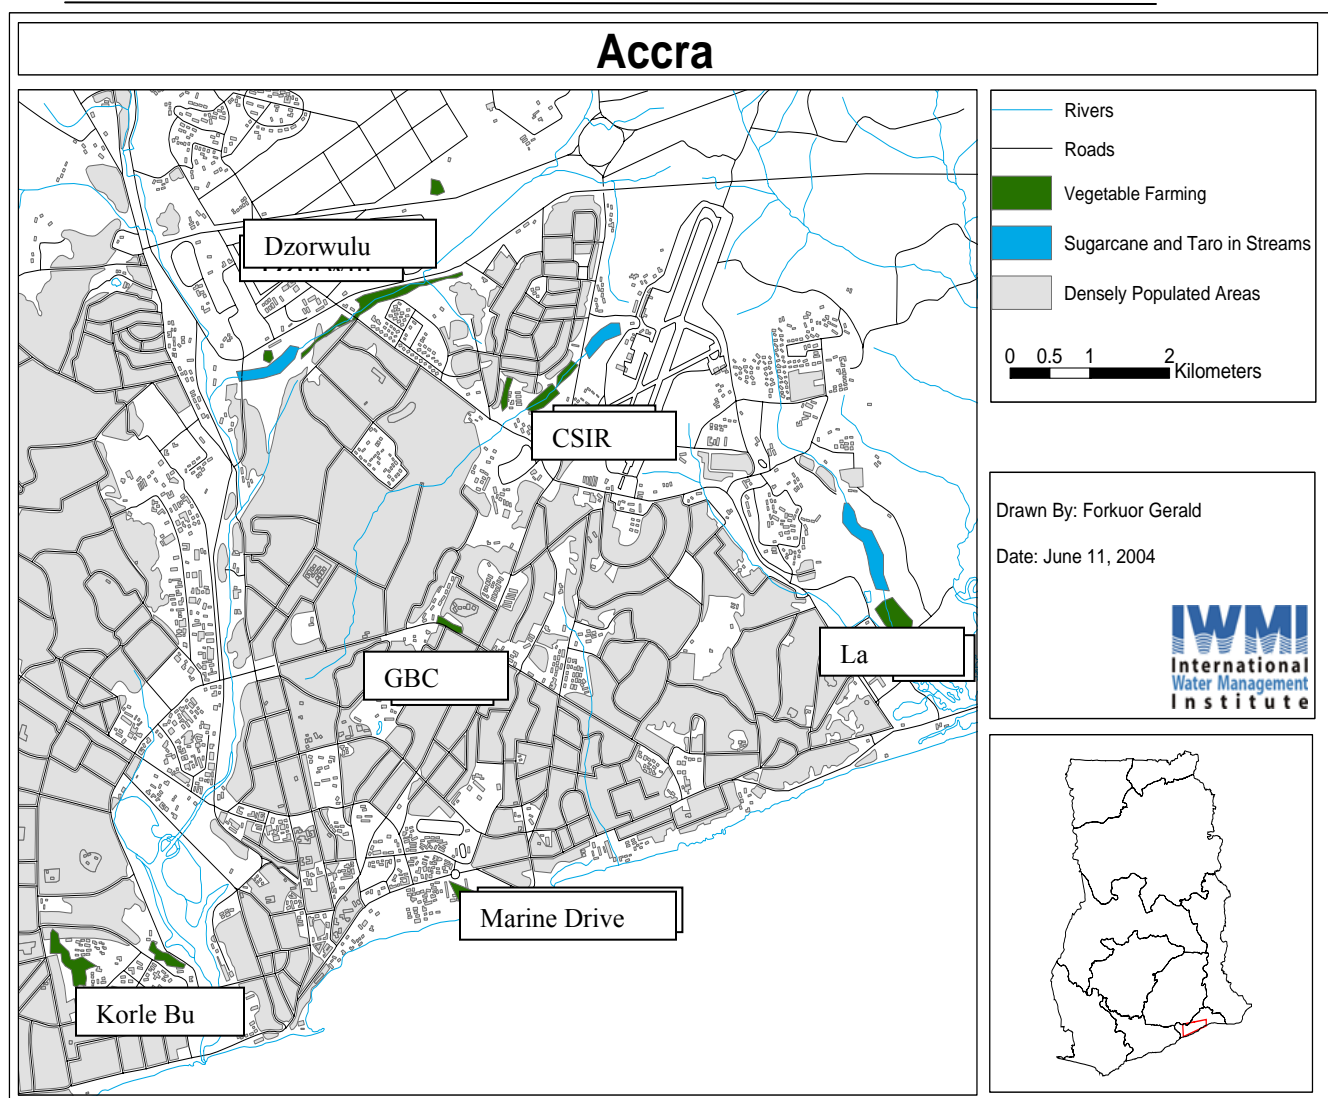 Accra
Rivers
Roads
Vegetable Farming
Sugarcane and Taro in Streams
Densely Populated Areas
0 0.5 1 2
Kilometers
Dzorwulu
CSIR
GBC
La
Marine Drive
Korle Bu
Drawn By: Forkuor Gerald
Date: June 11, 2004
IWMI
International
Water Management
Institute